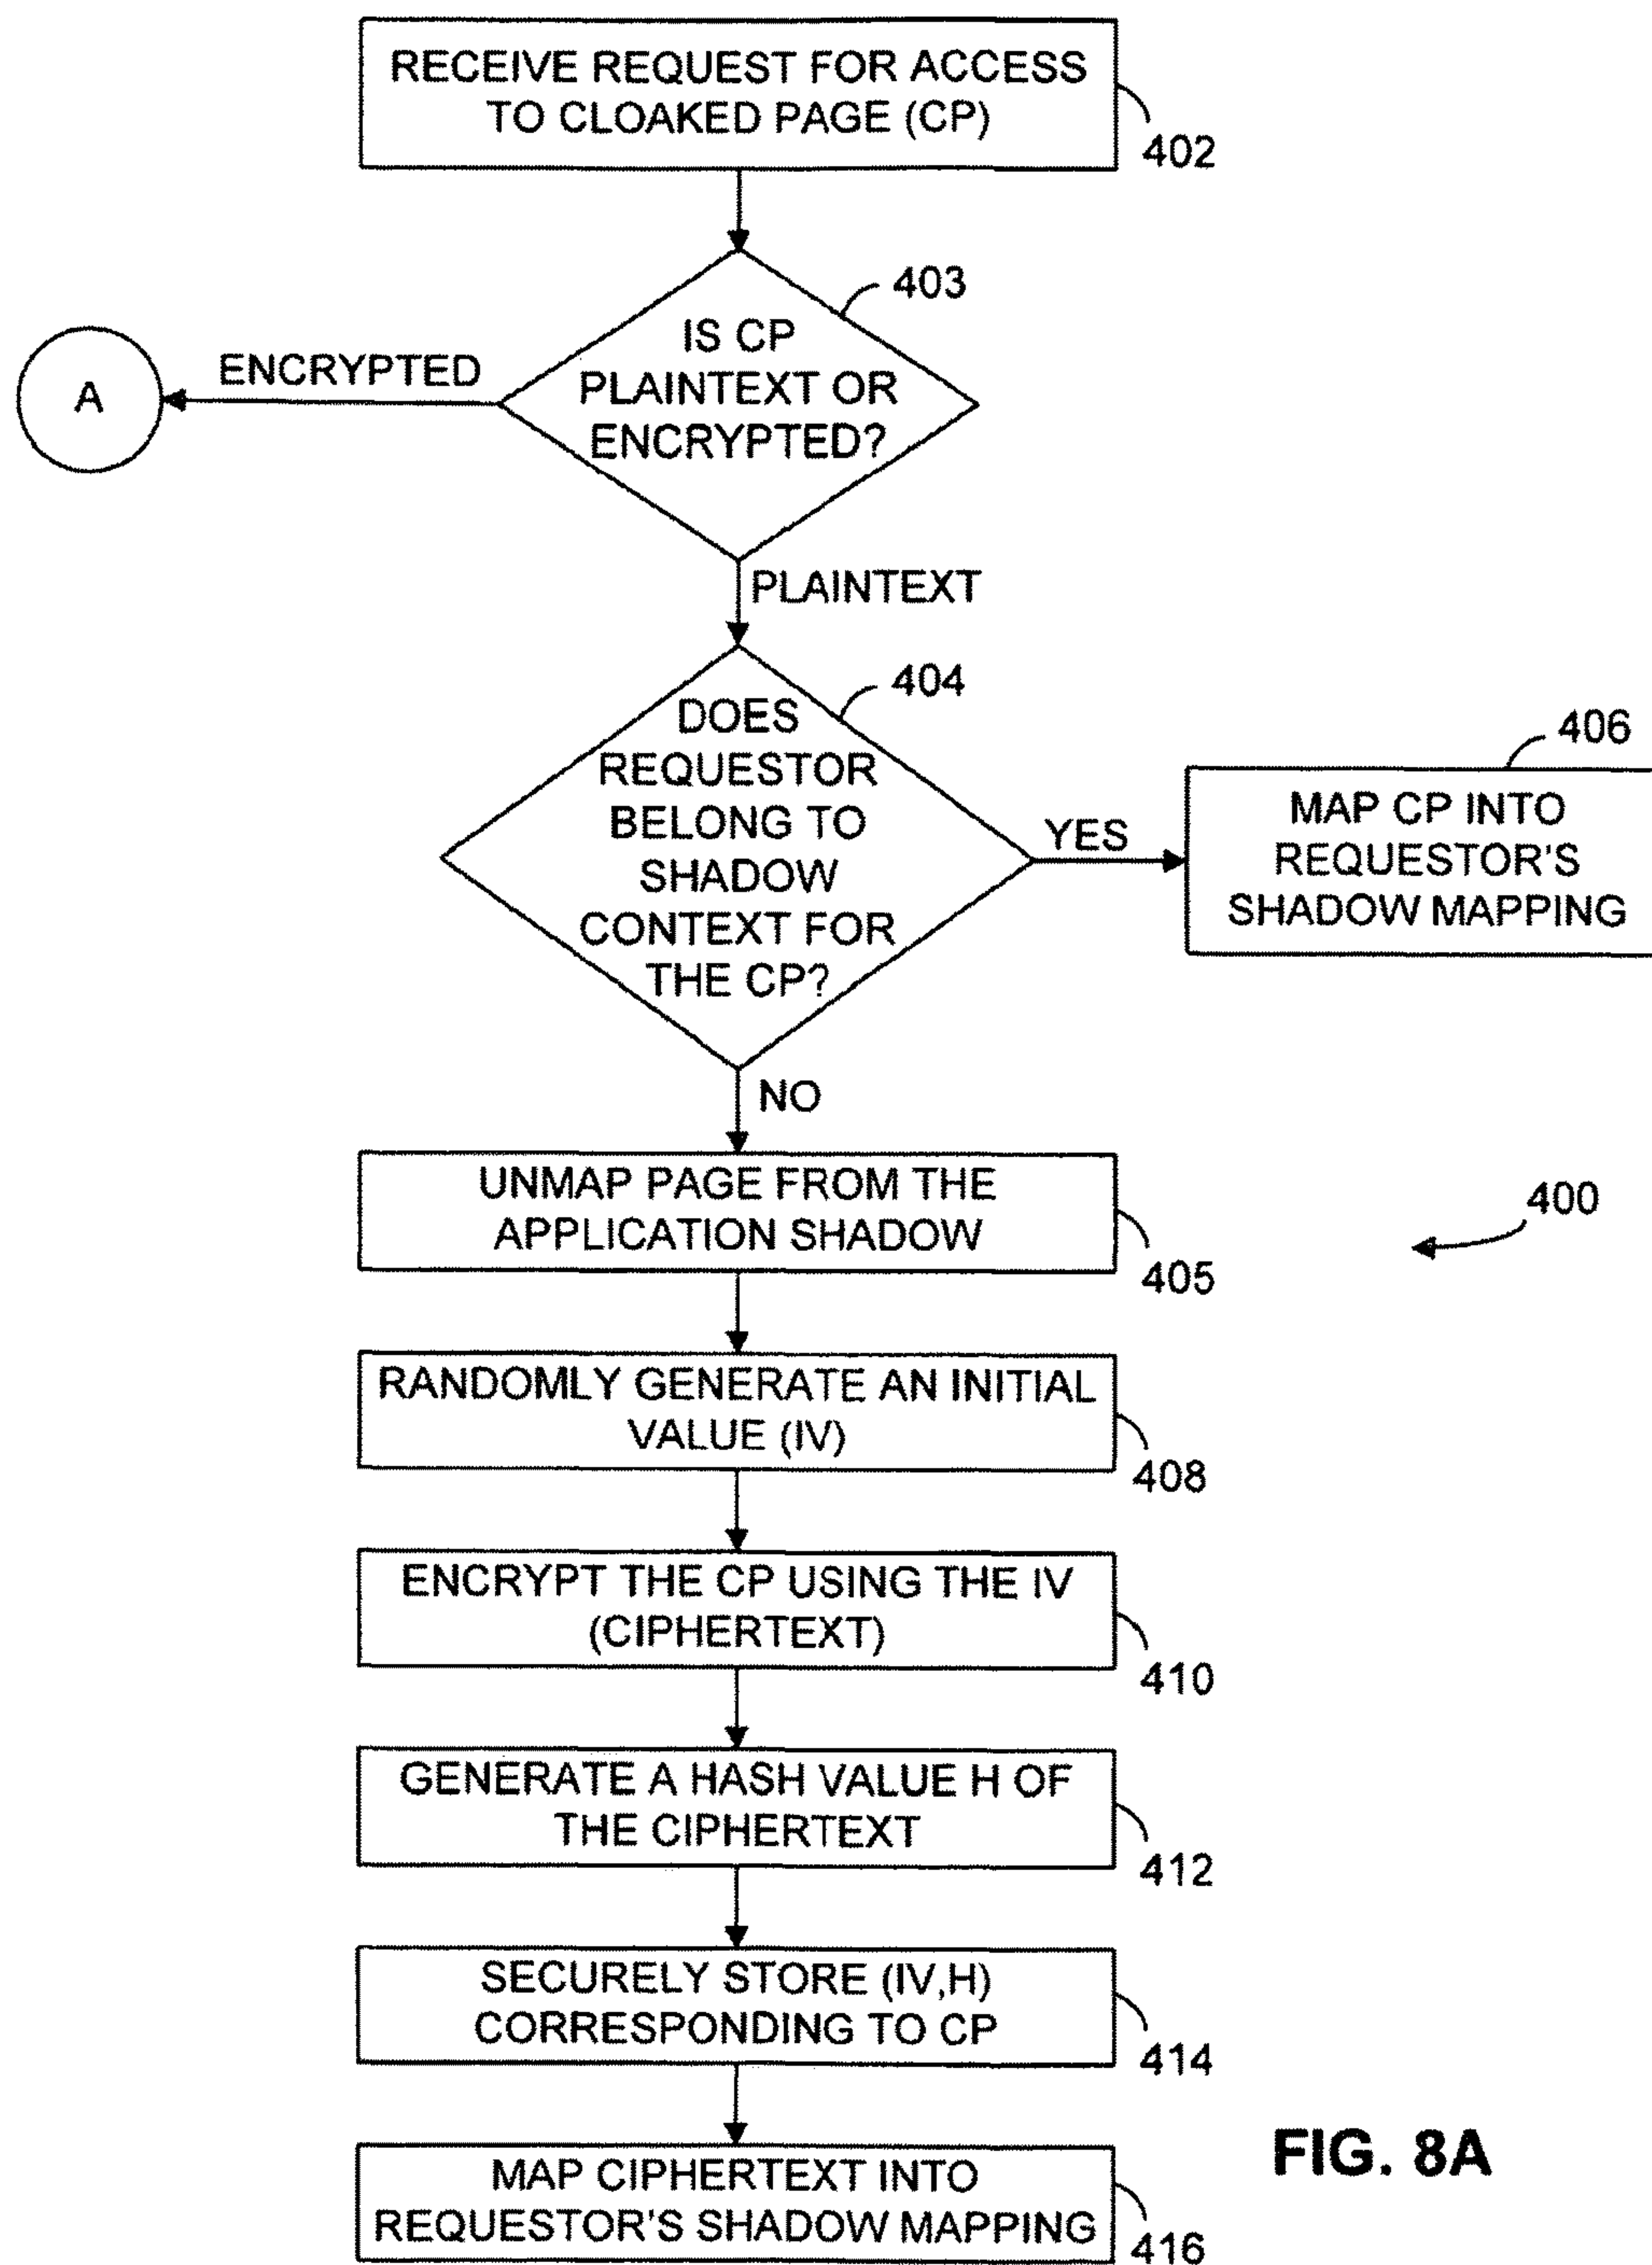 RECEIVE REQUEST FOR ACCESS
TO CLOAKED PAGE (CP)
402
403
IS CP
PLAINTEXT OR
ENCRYPTED?
ENCRYPTED
A
PLAINTEXT
404
DOES
REQUESTOR
BELONG TO
SHADOW
CONTEXT FOR
THE CP?
YES
406
MAP CP INTO
REQUESTOR'S
SHADOW MAPPING
NO
UNMAP PAGE FROM THE
APPLICATION SHADOW
405
400
RANDOMLY GENERATE AN INITIAL
VALUE (IV)
408
ENCRYPT THE CP USING THE IV
(CIPHERTEXT)
410
GENERATE A HASH VALUE H OF
THE CIPHERTEXT
412
SECURELY STORE (IV,H)
CORRESPONDING TO CP
414
MAP CIPHERTEXT INTO
REQUESTOR'S SHADOW MAPPING
416
FIG. 8A